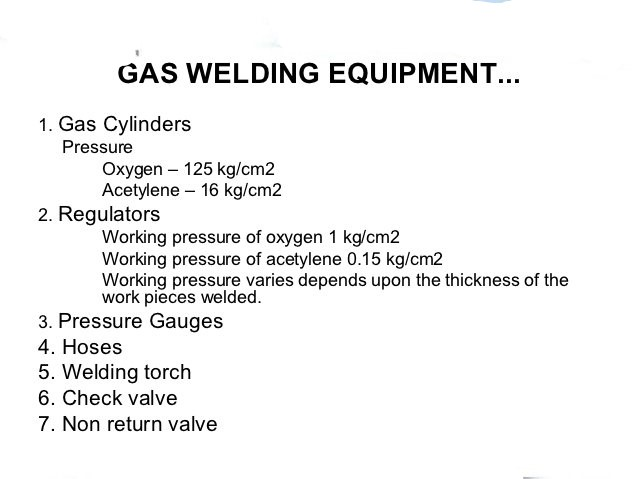 GAS WELDING EQUIPMENT...
1. Gas Cylinders
Pressure
Oxygen – 125 kg/cm2
Acetylene – 16 kg/cm2
2. Regulators
Working pressure of oxygen 1 kg/cm2
Working pressure of acetylene 0.15 kg/cm2
Working pressure varies depends upon the thickness of the
work pieces welded.
3. Pressure Gauges
4. Hoses
5. Welding torch
6. Check valve
7. Non return valve